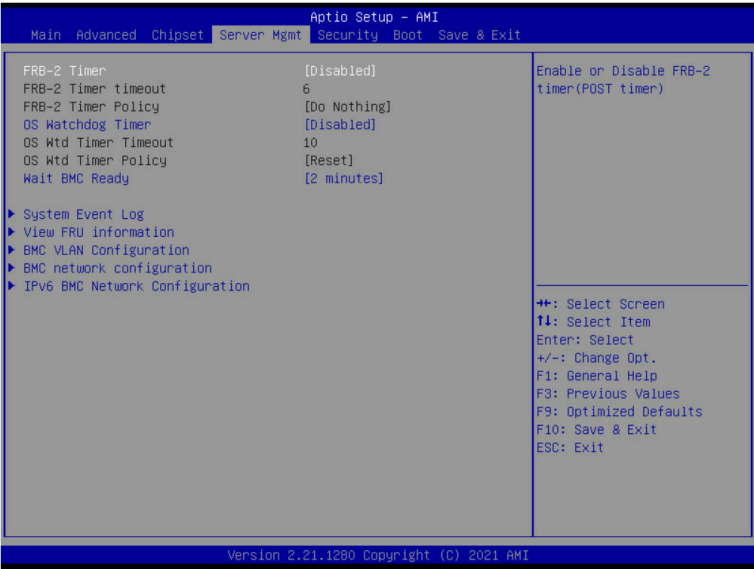 Aptio Setup - AMI
Main Advanced Chipset Server Mgmt Security Boot Save & Exit
FRB-2 Timer [Disabled]
FRB-2 Timer timeout 6
FRB-2 Timer Policy [Do Nothing]
OS Watchdog Timer [Disabled]
OS Wtd Timer Timeout 10
OS Wtd Timer Policy [Reset]
Wait BMC Ready [2 minutes]
System Event Log
View FRU information
BMC VLAN Configuration
BMC network configuration
IPv6 BMC Network Configuration
Enable or Disable FRB-2
timer(POST timer)
→←: Select Screen
↑↓: Select Item
Enter: Select
+/-: Change Opt.
F1: General Help
F3: Previous Values
F9: Optimized Defaults
F10: Save & Exit
ESC: Exit
Version 2.21.1280 Copyright (C) 2021 AMI